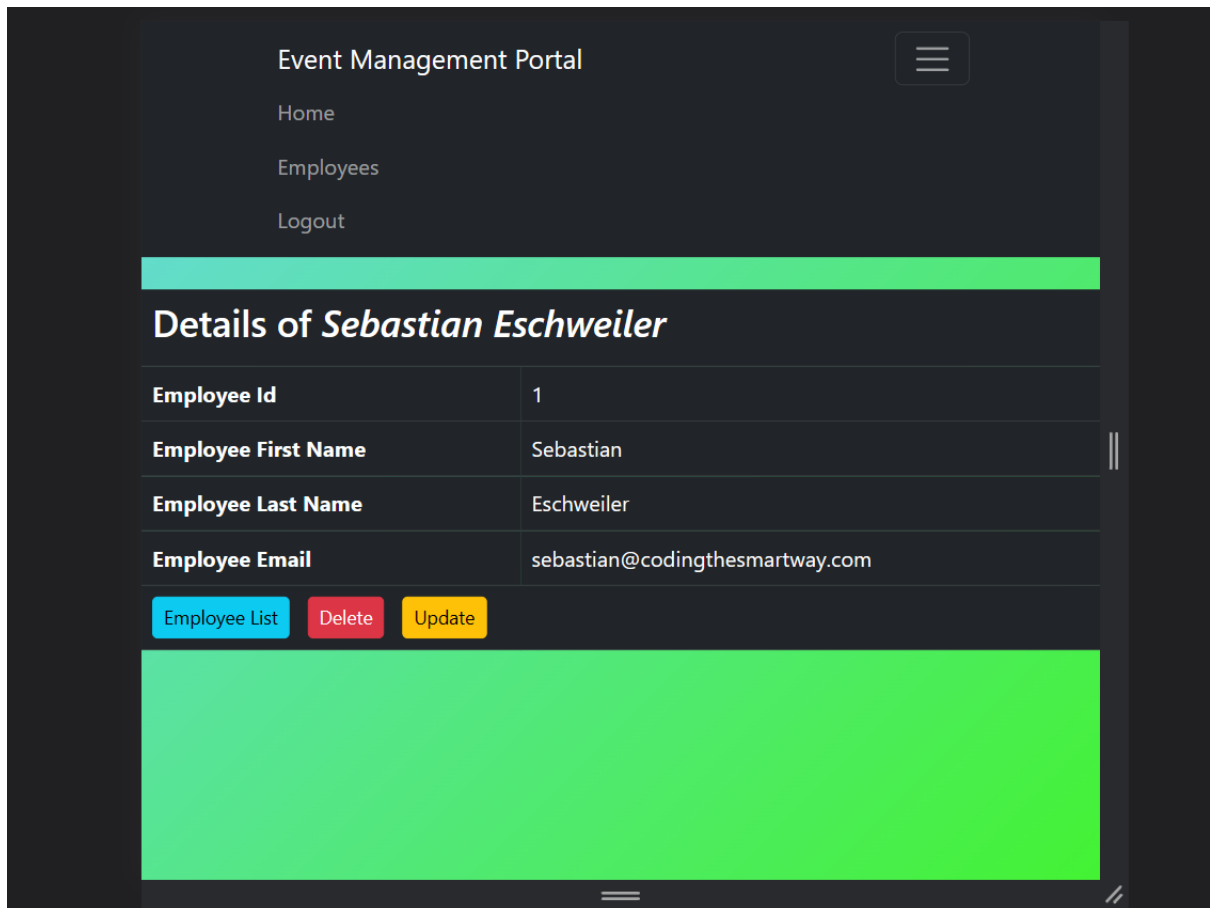 Event Management Portal
Home
Employees
Logout
Details of Sebastian Eschweiler
Employee Id 1
Employee First Name Sebastian
Employee Last Name Eschweiler
Employee Email sebastian@codingthesmartway.com
Employee List Delete Update